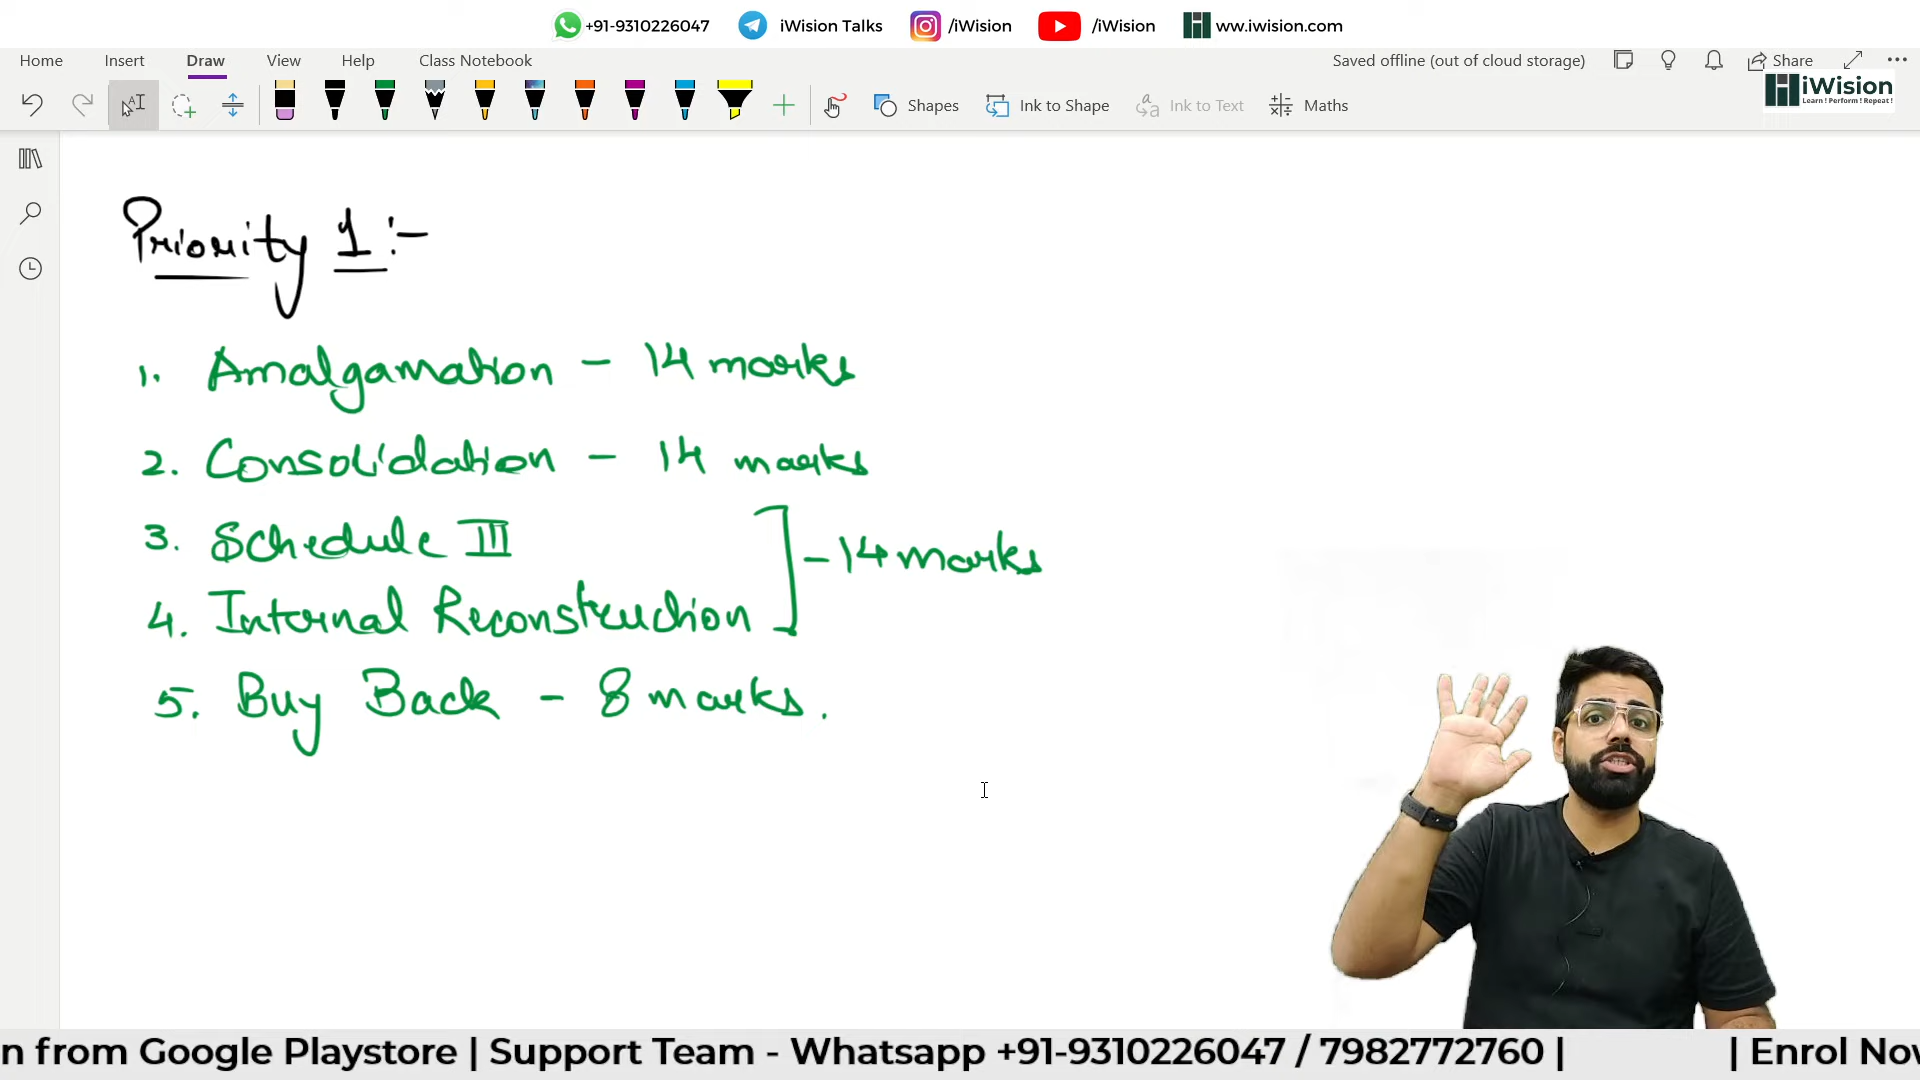 +91-9310226047 iWision Talks /iWision /iWision ww.iwision.com
Home Insert Draw View Help Class Notebook Saved offline (out of cloud storage) Share
Shapes Ink to Shape Ink to Text Maths
iWision
Learn ! Perform ! Repeat !
Priority 1 :-
1. Amalgamation - 14 marks
2. Consolidation - 14 marks
3. Schedule III
- 14 marks
4. Internal Reconstruction
5. Buy Back - 8 marks.
n from Google Playstore | Support Team - Whatsapp +91-9310226047 / 7982772760 | | Enrol Nov